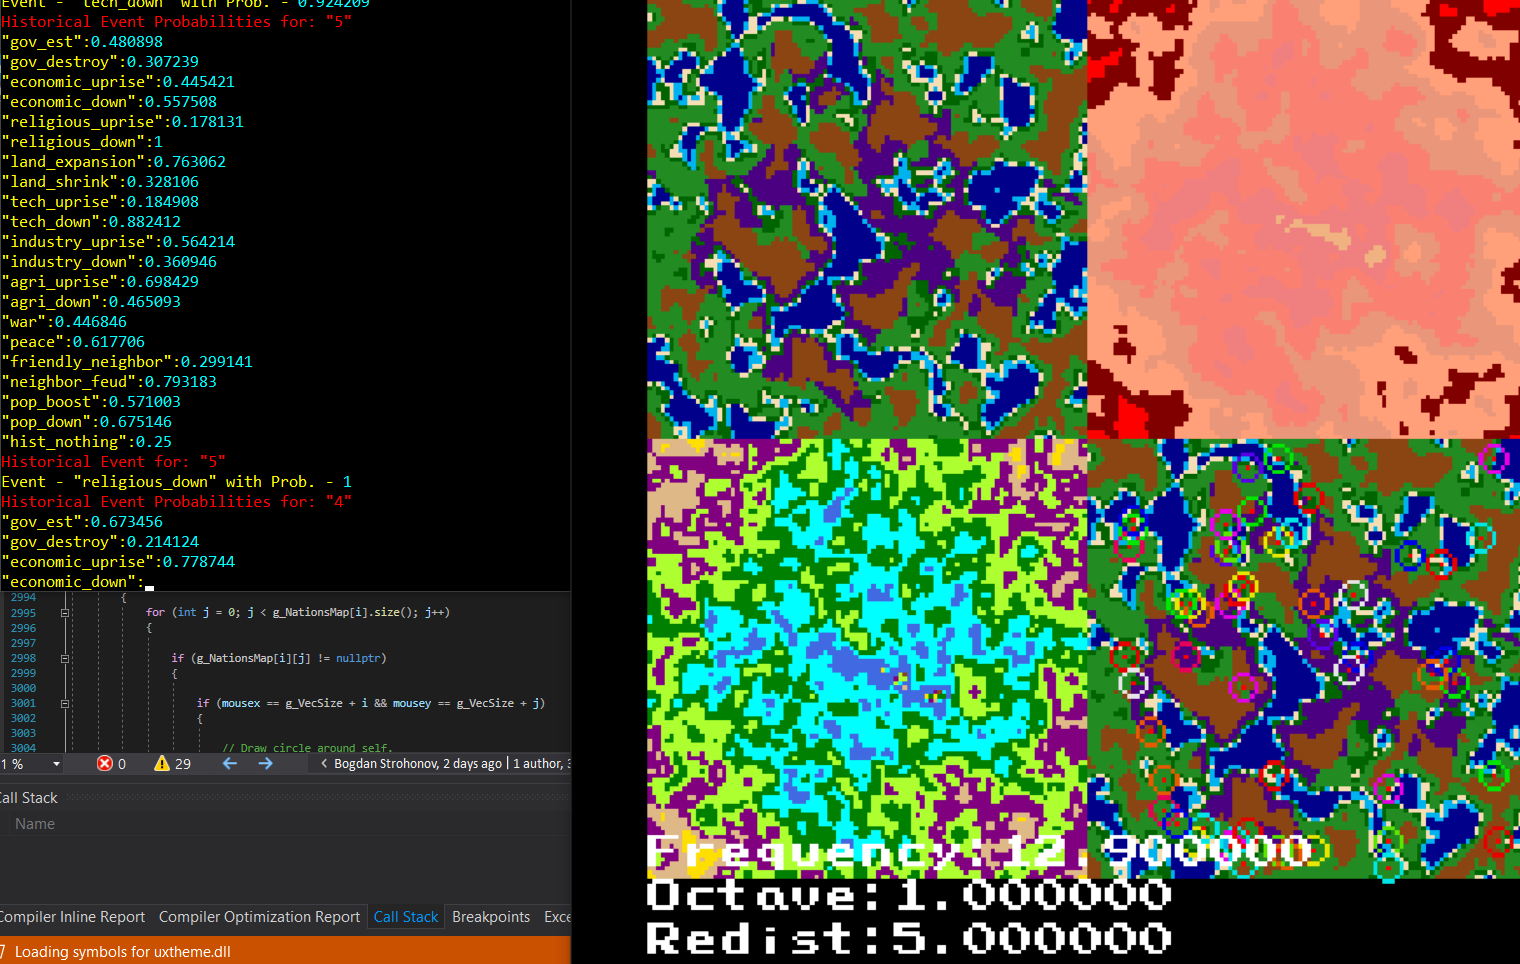 Event - "tech_down" with Prob. - 0.924209
Historical Event Probabilities for: "5"
"gov_est":0.480898
"gov_destroy":0.307239
"economic_uprise":0.445421
"economic_down":0.557508
"religious_uprise":0.178131
"religious_down":1
"land_expansion":0.763062
"land_shrink":0.328106
"tech_uprise":0.184908
"tech_down":0.882412
"industry_uprise":0.564214
"industry_down":0.360946
"agri_uprise":0.698429
"agri_down":0.465093
"war":0.446846
"peace":0.617706
"friendly_neighbor":0.299141
"neighbor_feud":0.793183
"pop_boost":0.571003
"pop_down":0.675146
"hist_nothing":0.25
Historical Event for: "5"
Event - "religious_down" with Prob. - 1
Historical Event Probabilities for: "4"
"gov_est":0.673456
"gov_destroy":0.214124
"economic_uprise":0.778744
"economic_down":
2994 {
2995 for (int j = 0; j < g_NationsMap[i].size(); j++)
2996 {
2997
2998 if (g_NationsMap[i][j] != nullptr)
2999 {
3000
3001 if (mousex == g_VecSize + i && mousey == g_VecSize + j)
3002 {
3003
3004 // Draw circle around self.
1 % 0 29 Bogdan Strohonov, 2 days ago | 1 author, 3
Call Stack
Name
Compiler Inline Report Compiler Optimization Report Call Stack Breakpoints Exce
Loading symbols for uxtheme.dll
Frequency:12.900000
Octave:1.000000
Redist:5.000000